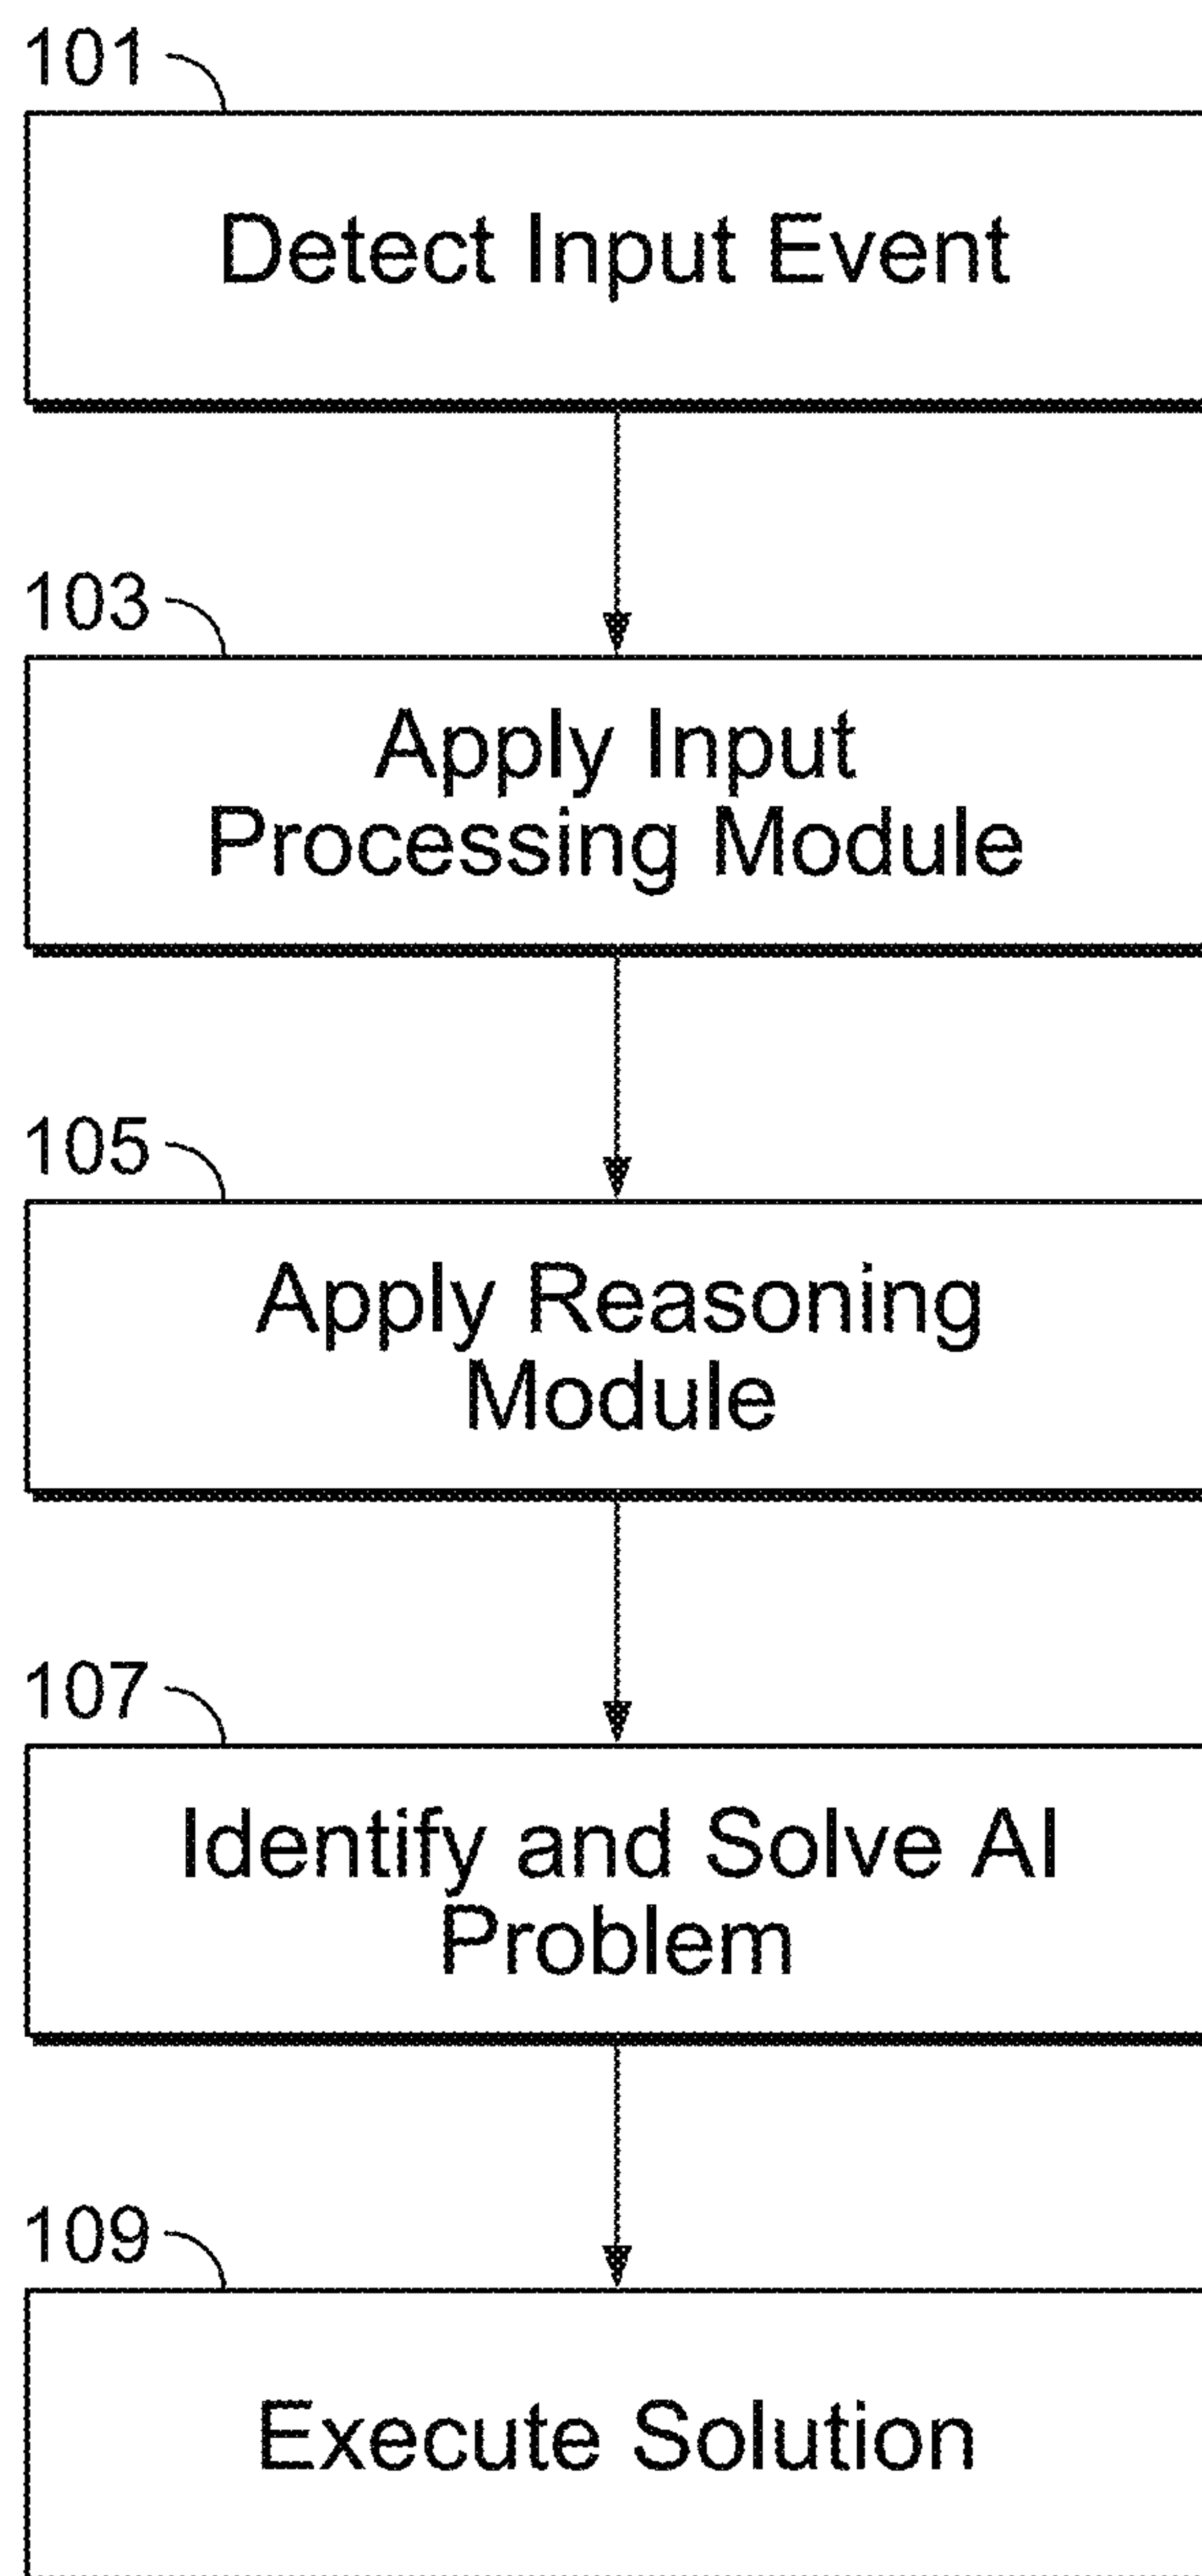 101
Detect Input Event
103
Apply Input
Processing Module
105
Apply Reasoning
Module
107
Identify and Solve AI
Problem
109
Execute Solution